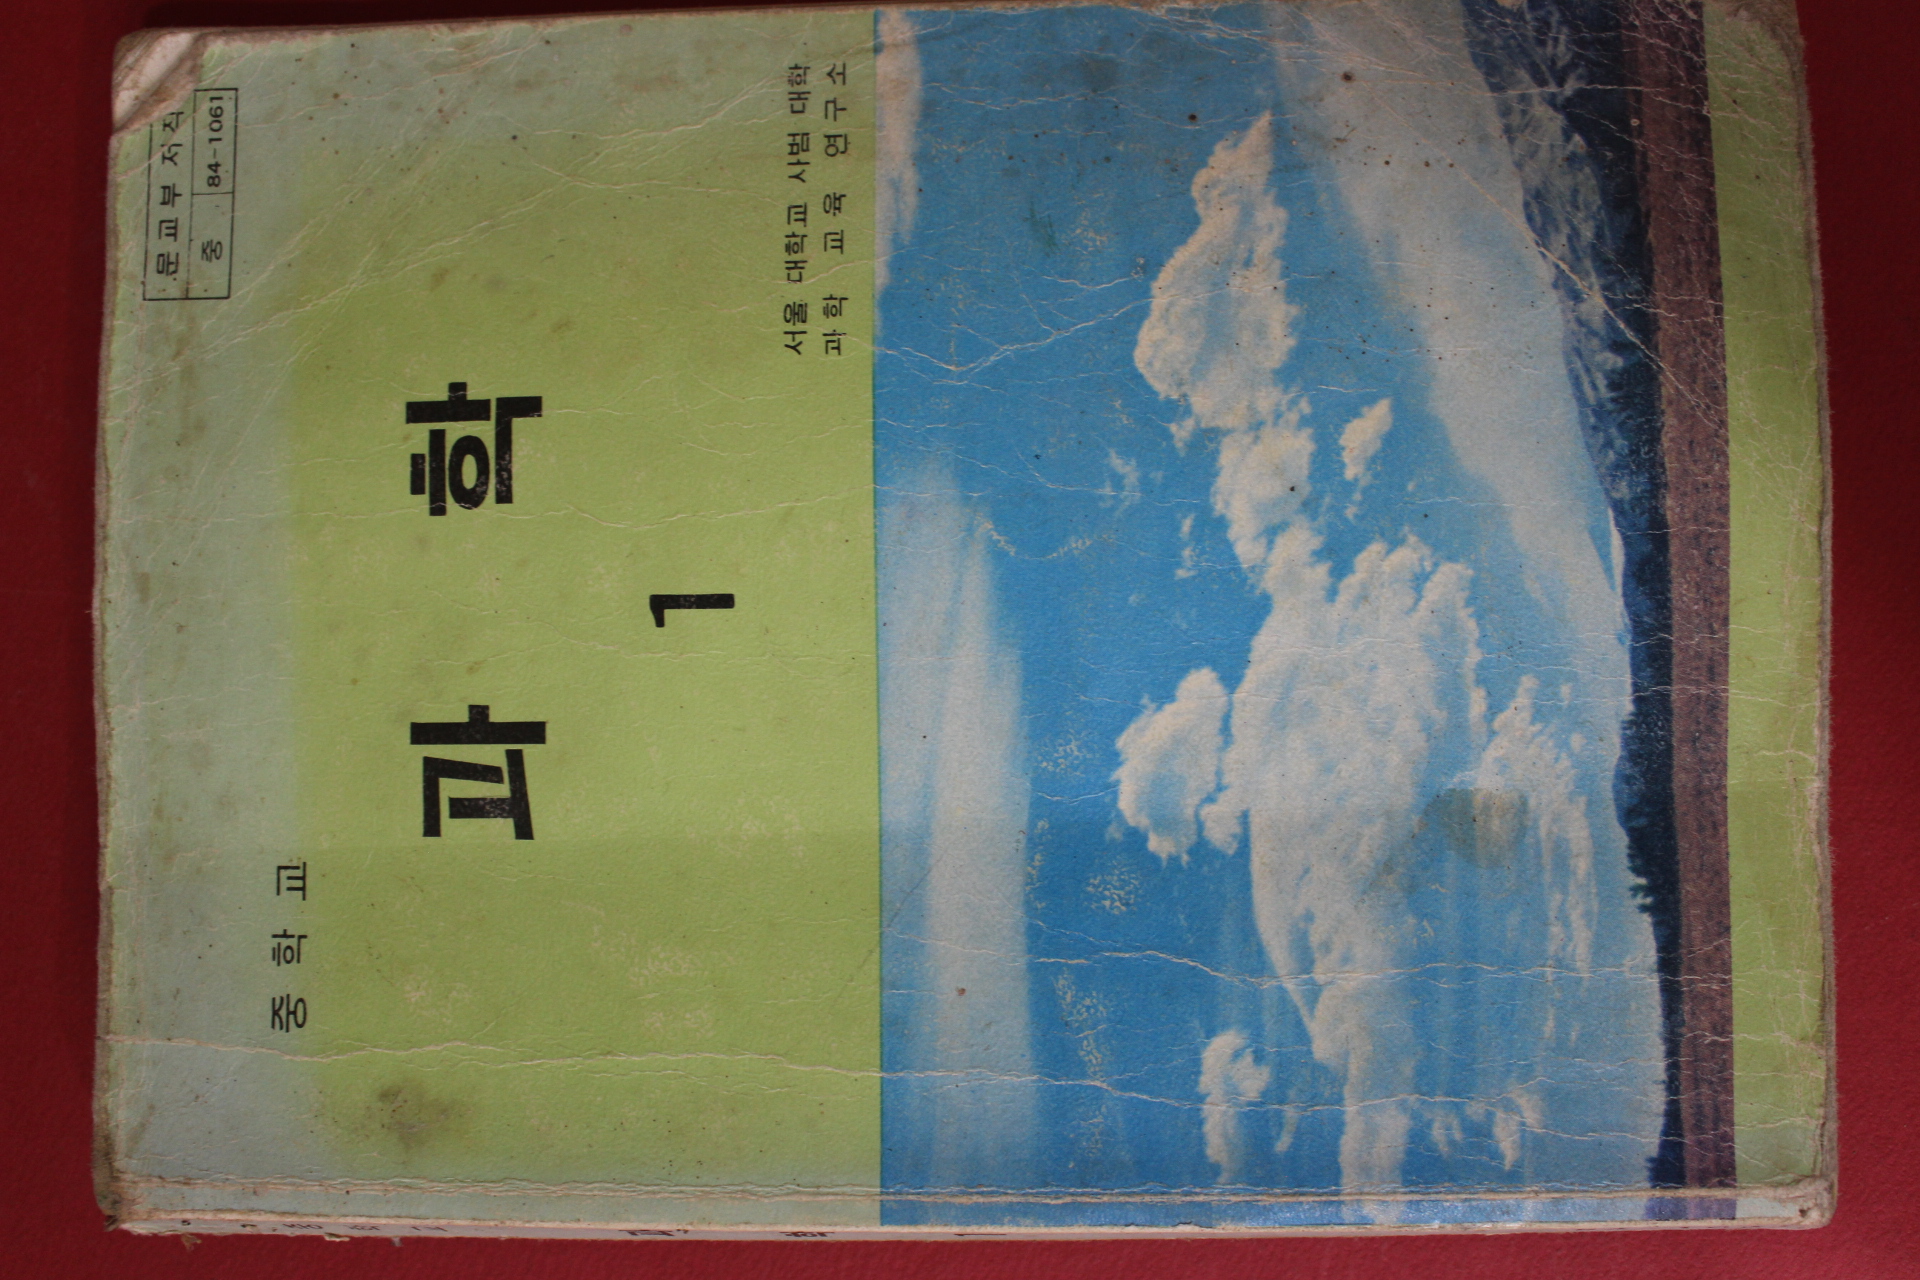 문교부 저작
중 84-1061
중 학 교
과 학
1
서울 대학교 사범 대학
과학 교육 연구소